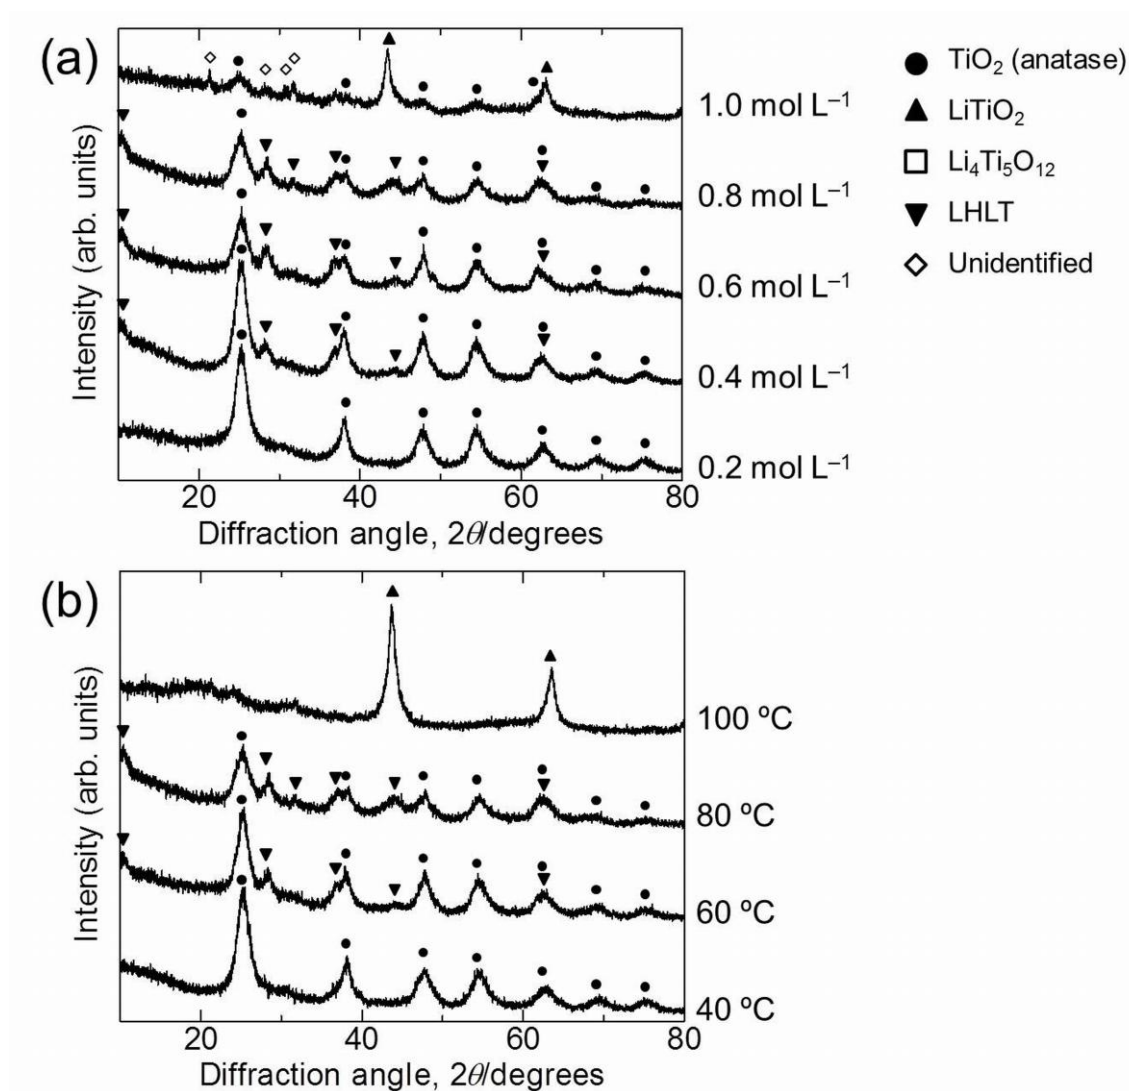 (a)
Intensity (arb. units)
1.0 mol L⁻¹
0.8 mol L⁻¹
0.6 mol L⁻¹
0.4 mol L⁻¹
0.2 mol L⁻¹
20 40 60 80
Diffraction angle, 2θ/degrees
TiO₂ (anatase)
LiTiO₂
Li₄Ti₅O₁₂
LHLT
Unidentified
(b)
Intensity (arb. units)
100 ºC
80 ºC
60 ºC
40 ºC
20 40 60 80
Diffraction angle, 2θ/degrees